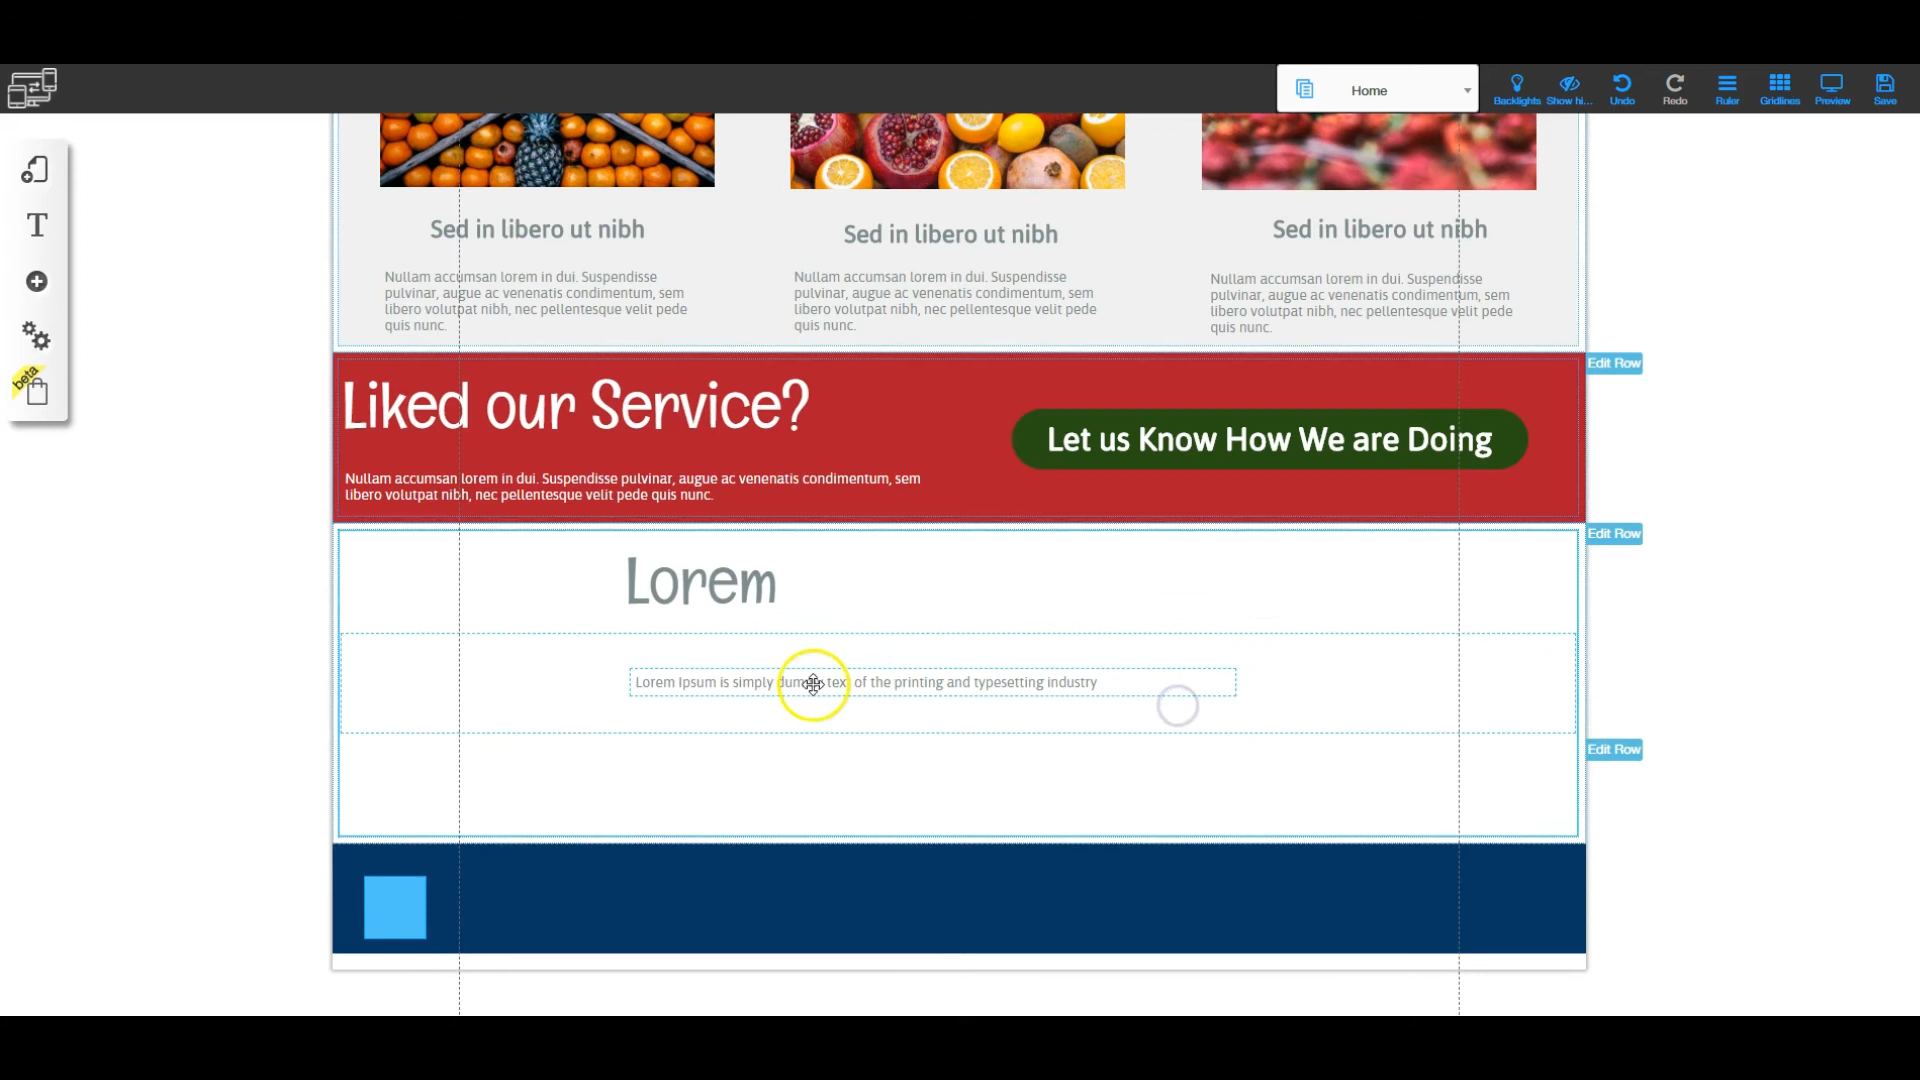 Home
Backlights Show hi... Undo Redo Ruler Gridlines Preview Save
T
beta
Sed in libero ut nibh
Nullam accumsan lorem in dui. Suspendisse
pulvinar, augue ac venenatis condimentum, sem
libero volutpat nibh, nec pellentesque velit pede
quis nunc.
Sed in libero ut nibh
Nullam accumsan lorem in dui. Suspendisse
pulvinar, augue ac venenatis condimentum, sem
libero volutpat nibh, nec pellentesque velit pede
quis nunc.
Sed in libero ut nibh
Nullam accumsan lorem in dui. Suspendisse
pulvinar, augue ac venenatis condimentum, sem
libero volutpat nibh, nec pellentesque velit pede
quis nunc.
Edit Row
Liked our Service?
Let us Know How We are Doing
Nullam accumsan lorem in dui. Suspendisse pulvinar, augue ac venenatis condimentum, sem
libero volutpat nibh, nec pellentesque velit pede quis nunc.
Edit Row
Lorem
Lorem Ipsum is simply dummy text of the printing and typesetting industry
Edit Row